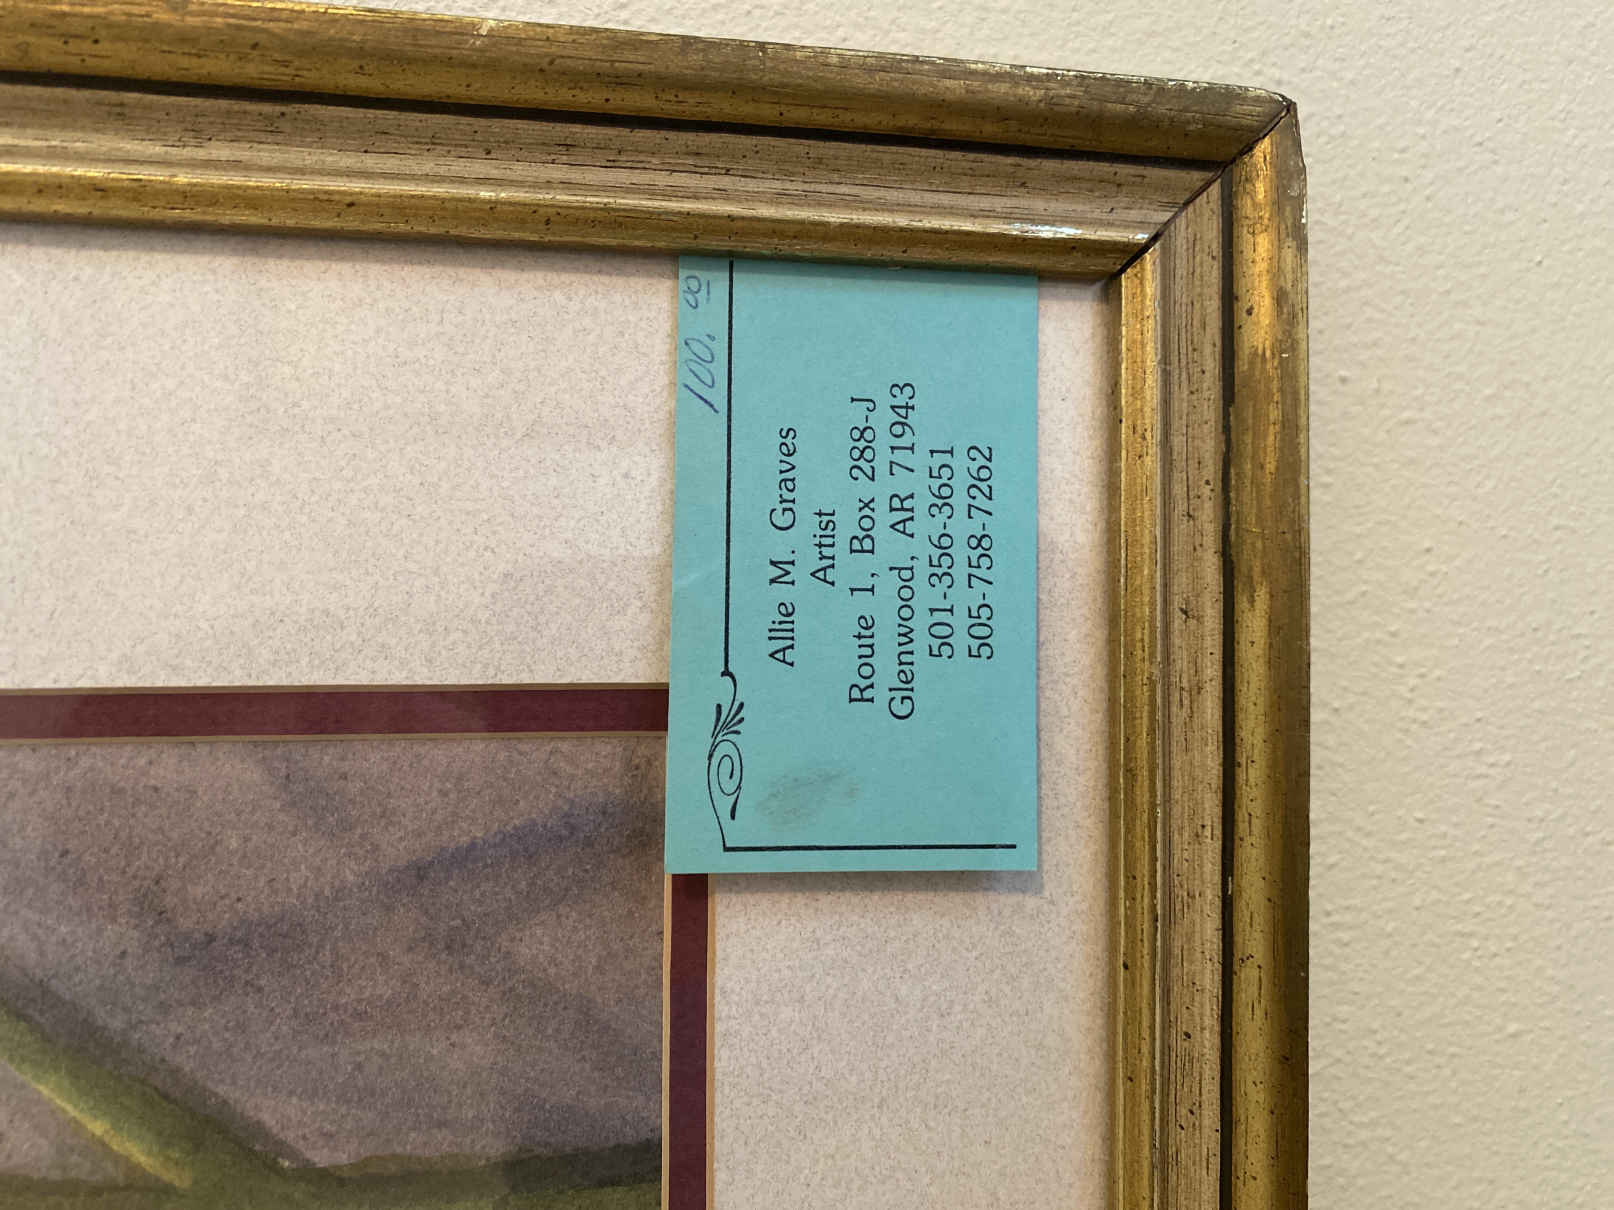 100.00
Allie M. Graves
Artist
Route 1, Box 288-J
Glenwood, AR 71943
501-356-3651
505-758-7262